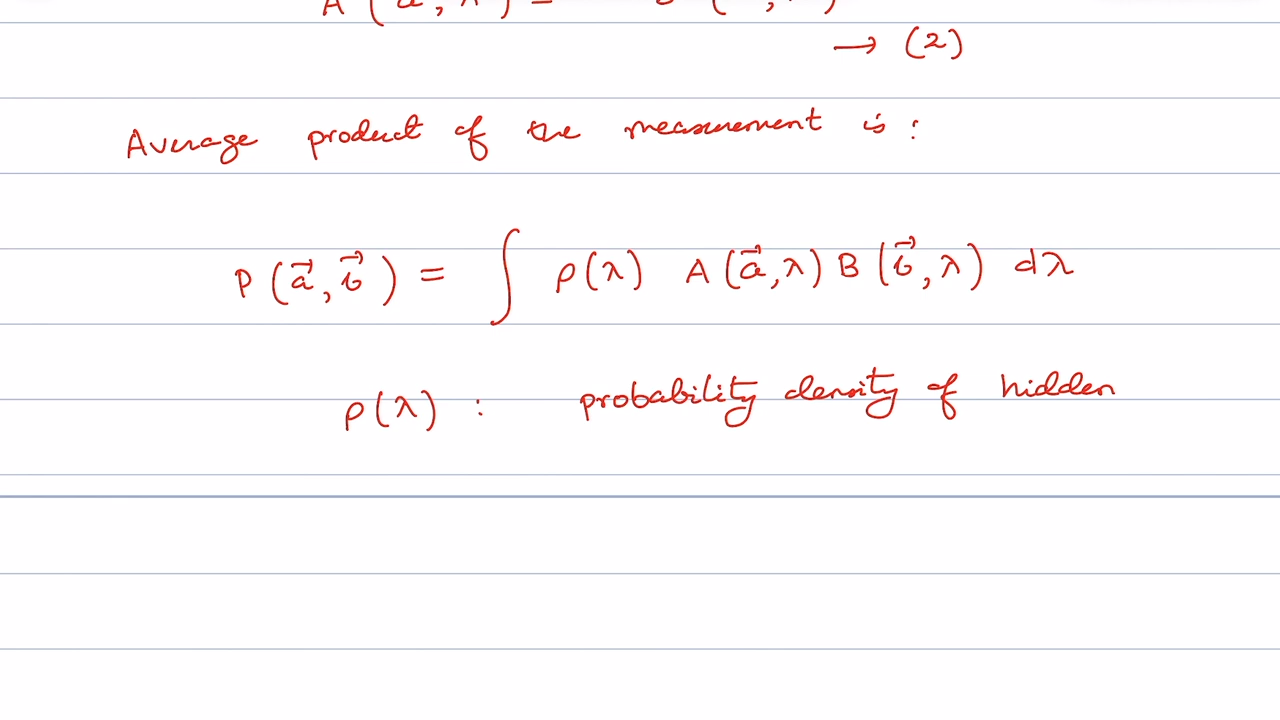 → (2)
Average product of the measurement is :
P (a⃗, b⃗) = ∫ ρ(λ) A (a⃗, λ) B (b⃗, λ) dλ
ρ(λ) : probability density of hidden